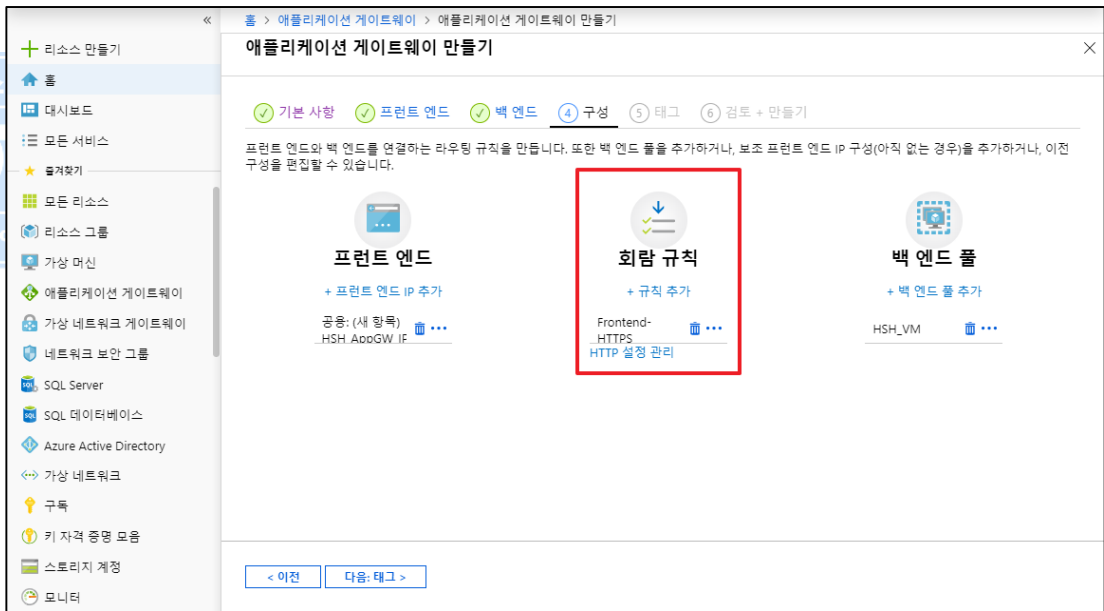 «
리소스 만들기
홈
대시보드
모든 서비스
즐겨찾기
모든 리소스
리소스 그룹
가상 머신
애플리케이션 게이트웨이
가상 네트워크 게이트웨이
네트워크 보안 그룹
SQL Server
SQL 데이터베이스
Azure Active Directory
가상 네트워크
구독
키 자격 증명 모음
스토리지 계정
모니터
홈 > 애플리케이션 게이트웨이 > 애플리케이션 게이트웨이 만들기
애플리케이션 게이트웨이 만들기
기본 사항 프런트 엔드 백 엔드 4 구성 5 태그 6 검토 + 만들기
프런트 엔드와 백 엔드를 연결하는 라우팅 규칙을 만듭니다. 또한 백 엔드 풀을 추가하거나, 보조 프런트 엔드 IP 구성(아직 없는 경우)을 추가하거나, 이전
구성을 편집할 수 있습니다.
프런트 엔드
+ 프런트 엔드 IP 추가
공용: (새 항목)
HSH_AppGW_IF
회람 규칙
+ 규칙 추가
Frontend-
HTTPS
HTTP 설정 관리
백 엔드 풀
+ 백 엔드 풀 추가
HSH_VM
< 이전
다음: 태그 >